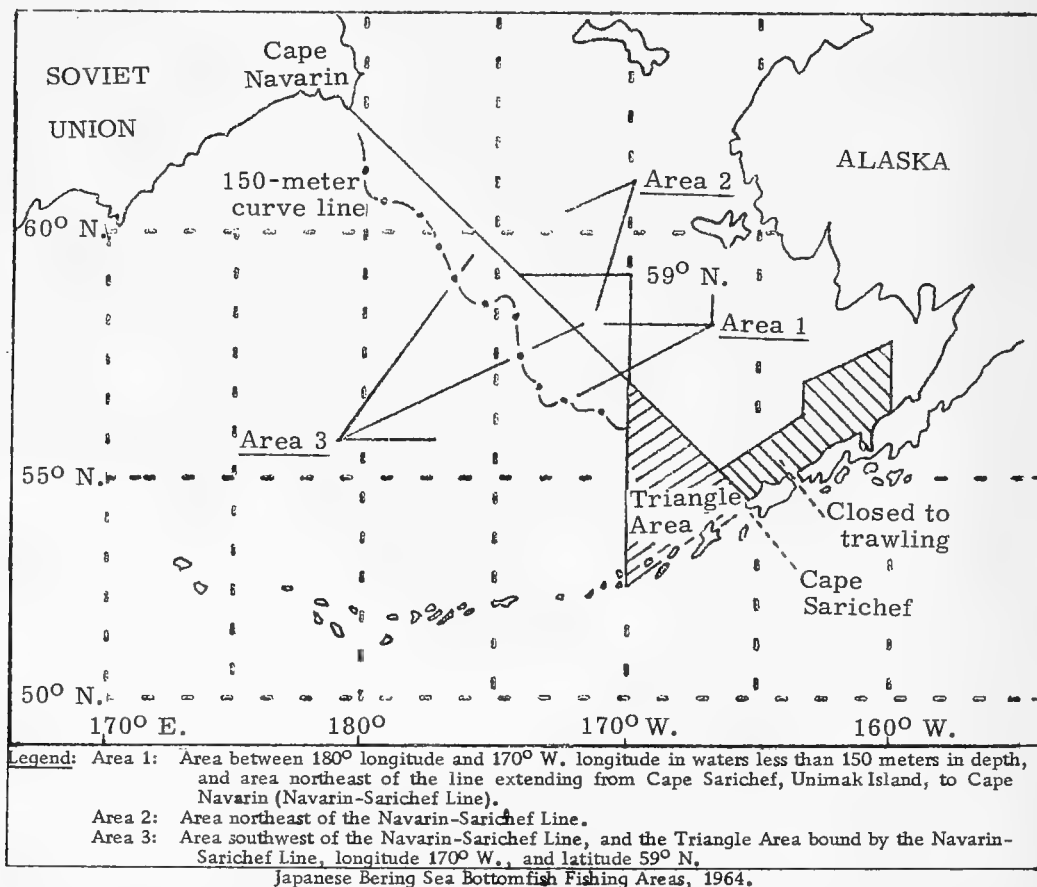 SOVIET
UNION
Cape
Navarin
ALASKA
150-meter
curve line
Area 2
60° N.
59° N.
Area 1
Area 3
55° N.
Triangle
Area
Closed to
trawling
Cape
Sarichef
50° N.
170° E.
180°
170° W.
160° W.
Legend: Area 1: Area between 180° longitude and 170° W. longitude in waters less than 150 meters in depth,
and area northeast of the line extending from Cape Sarichef, Unimak Island, to Cape
Navarin (Navarin-Sarichef Line).
Area 2: Area northeast of the Navarin-Sarichef Line.
Area 3: Area southwest of the Navarin-Sarichef Line, and the Triangle Area bound by the Navarin-
Sarichef Line, longitude 170° W., and latitude 59° N.
Japanese Bering Sea Bottomfish Fishing Areas, 1964.